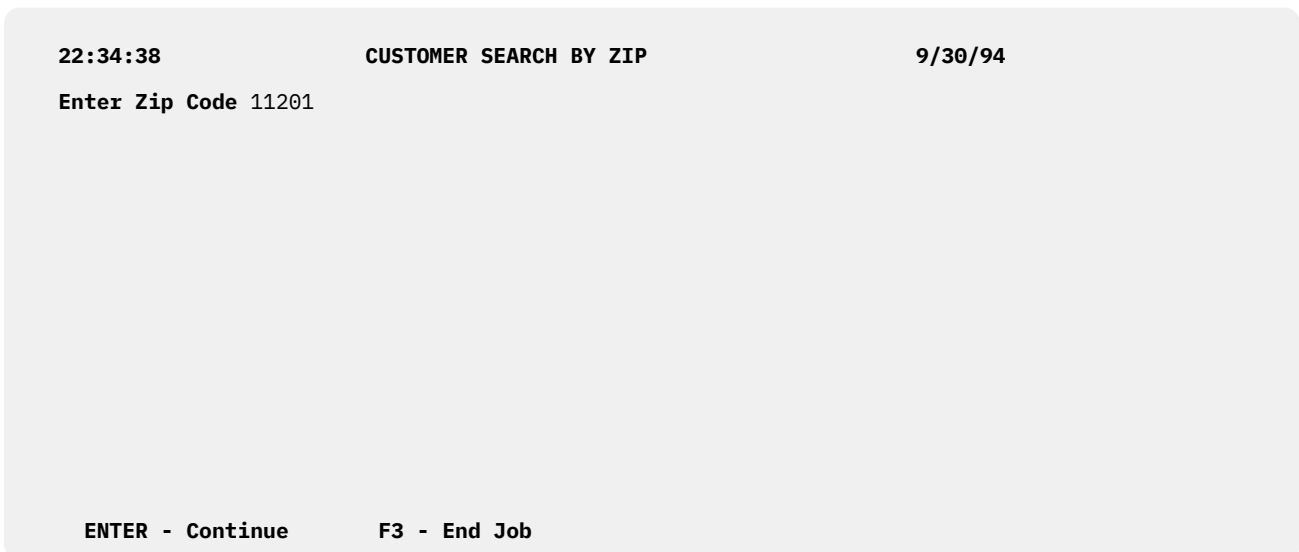 22:34:38 CUSTOMER SEARCH BY ZIP 9/30/94
Enter Zip Code 11201
ENTER - Continue F3 - End Job